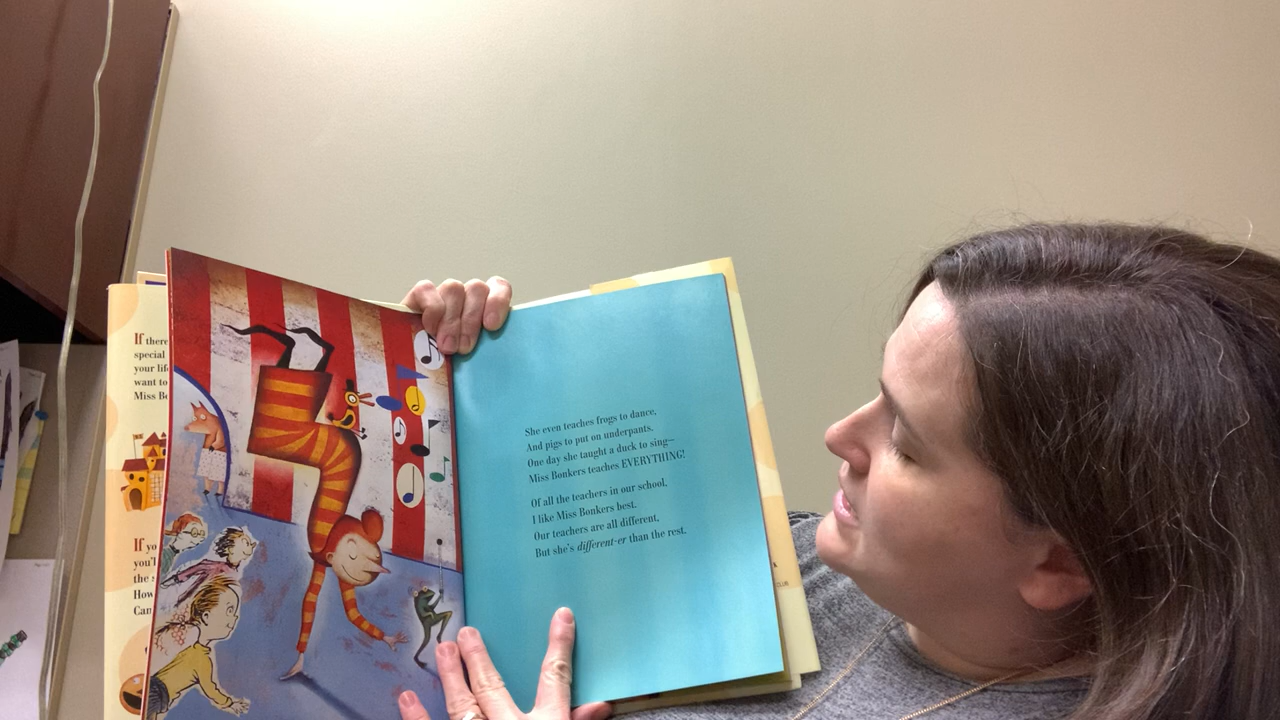 If there
special
your life
want to
Miss Bo
If yo
you'l
the s
How
Can
She even teaches frogs to dance,
And pigs to put on underpants.
One day she taught a duck to sing—
Miss Bonkers teaches EVERYTHING!
Of all the teachers in our school,
I like Miss Bonkers best.
Our teachers are all different,
But she's different-er than the rest.